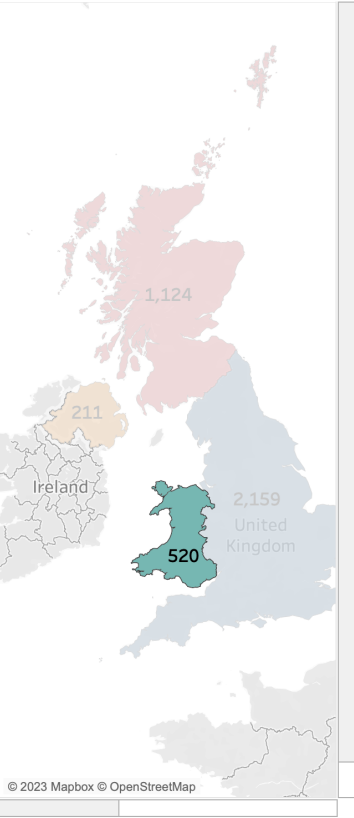 1,124
211
Ireland
2,159
United
Kingdom
520
© 2023 Mapbox © OpenStreetMap